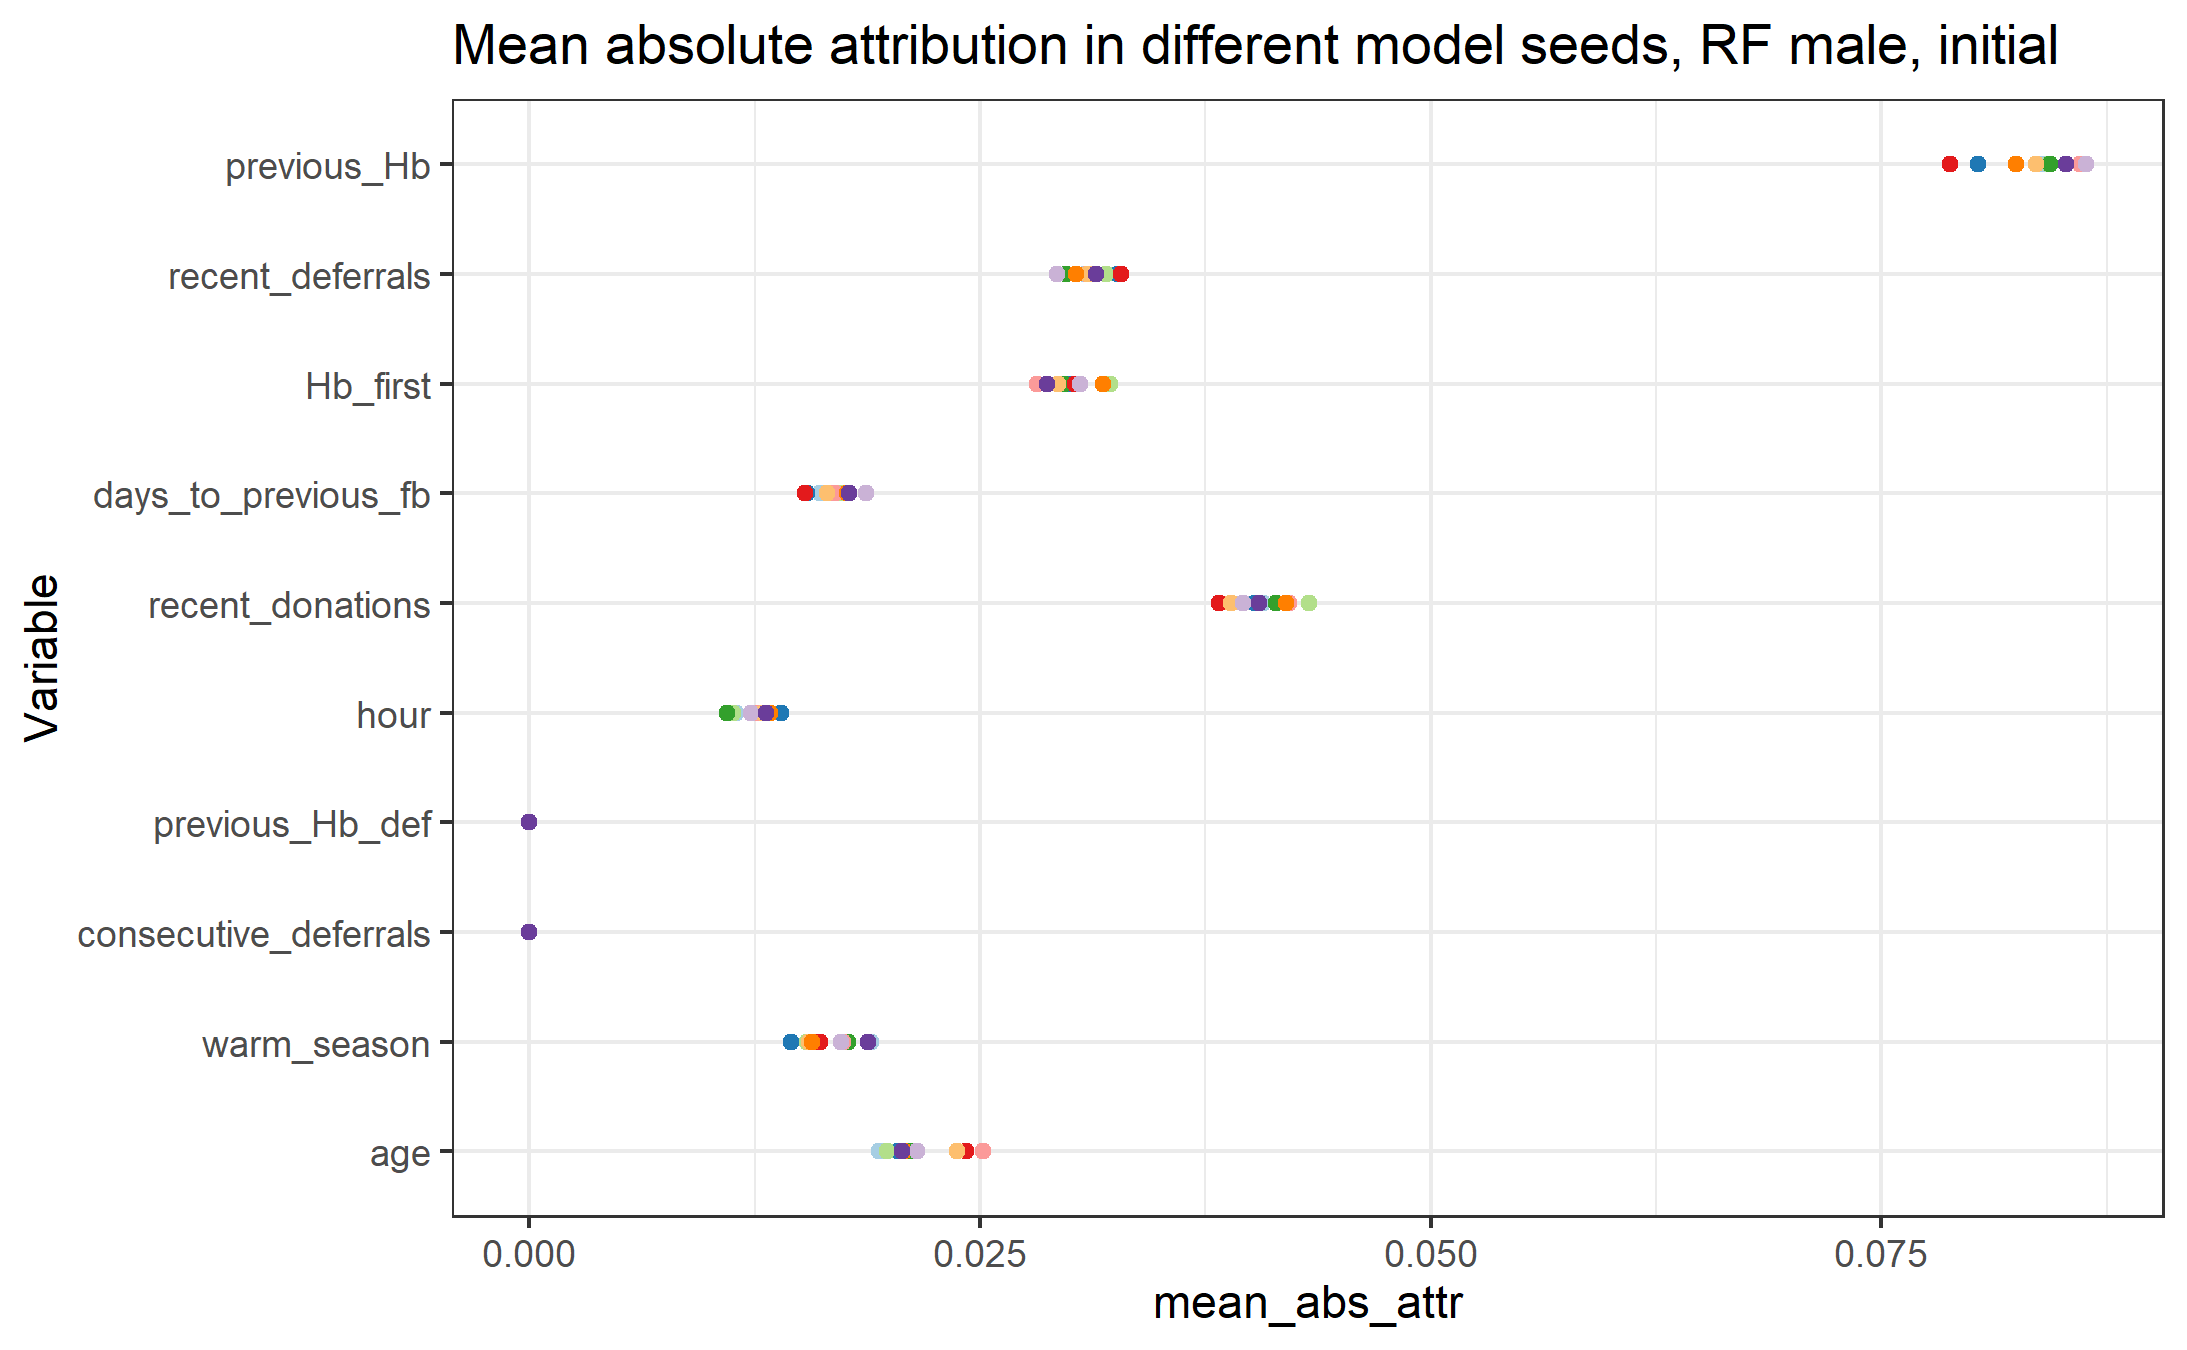 Mean absolute attribution in different model seeds, RF male, initial
previous_Hb
recent_deferrals
Hb_first
days_to_previous_fb
recent_donations
hour
previous_Hb_def
consecutive_deferrals
warm_season
age
Variable
0.000
0.025
0.050
0.075
mean_abs_attr